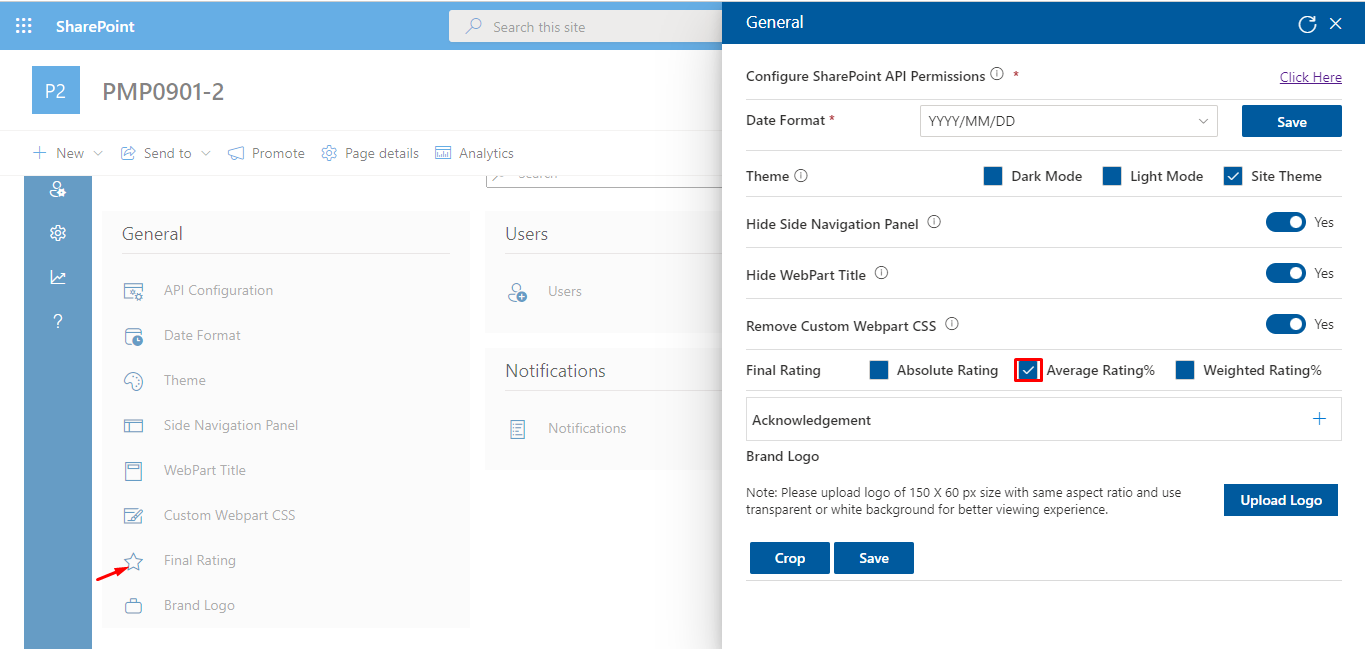 SharePoint
Search this site
P2
PMP0901-2
New
Send to
Promote
Page details
Analytics
Search
General
API Configuration
Date Format
Theme
Side Navigation Panel
WebPart Title
Custom Webpart CSS
Final Rating
Brand Logo
Users
Users
Notifications
Notifications
General
Configure SharePoint API Permissions *
Click Here
Date Format *
YYYY/MM/DD
Save
Theme
Dark Mode
Light Mode
Site Theme
Hide Side Navigation Panel
Yes
Hide WebPart Title
Yes
Remove Custom Webpart CSS
Yes
Final Rating
Absolute Rating
Average Rating%
Weighted Rating%
Acknowledgement
Brand Logo
Note: Please upload logo of 150 X 60 px size with same aspect ratio and use
transparent or white background for better viewing experience.
Upload Logo
Crop
Save